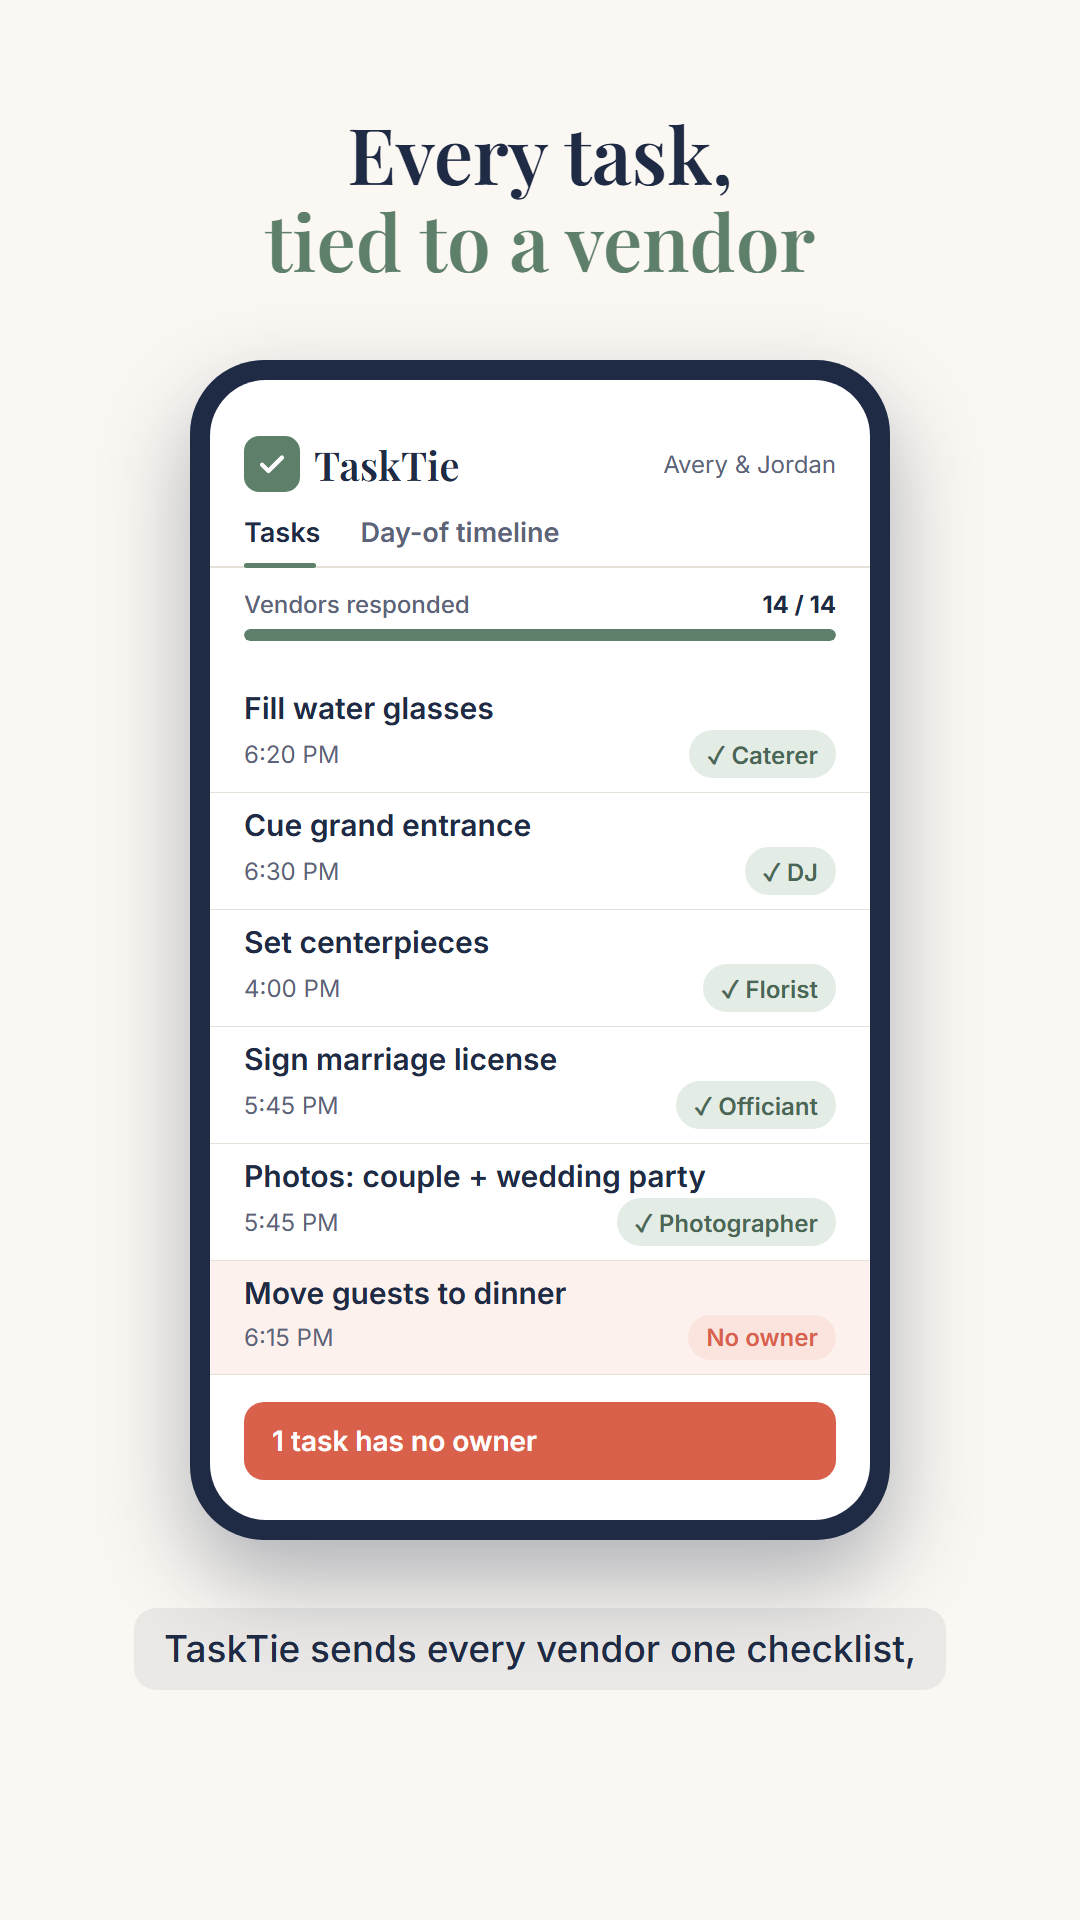 Every task,
tied to a vendor
TaskTie
Avery & Jordan
Tasks
Day-of timeline
Vendors responded
14 / 14
Fill water glasses
6:20 PM
✓ Caterer
Cue grand entrance
6:30 PM
✓ DJ
Set centerpieces
4:00 PM
✓ Florist
Sign marriage license
5:45 PM
✓ Officiant
Photos: couple + wedding party
5:45 PM
✓ Photographer
Move guests to dinner
6:15 PM
No owner
1 task has no owner
TaskTie sends every vendor one checklist,